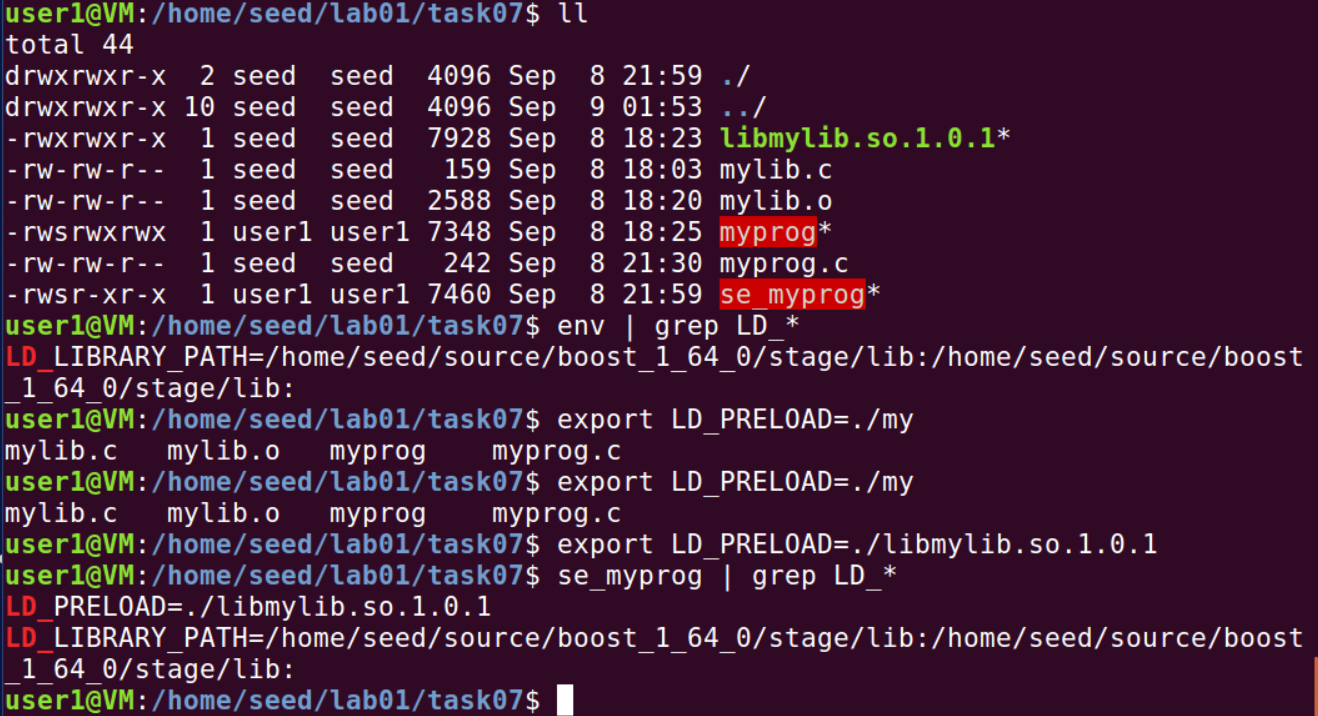 user1@VM:/home/seed/lab01/task07$ ll
total 44
drwxrwxr-x  2 seed  seed  4096 Sep  8 21:59 ./
drwxrwxr-x 10 seed  seed  4096 Sep  9 01:53 ../
-rwxrwxr-x  1 seed  seed  7928 Sep  8 18:23 libmylib.so.1.0.1*
-rw-rw-r--  1 seed  seed   159 Sep  8 18:03 mylib.c
-rw-rw-r--  1 seed  seed  2588 Sep  8 18:20 mylib.o
-rwsrwxrwx  1 user1 user1 7348 Sep  8 18:25 myprog*
-rw-rw-r--  1 seed  seed   242 Sep  8 21:30 myprog.c
-rwsr-xr-x  1 user1 user1 7460 Sep  8 21:59 se_myprog*
user1@VM:/home/seed/lab01/task07$ env | grep LD_*
LD_LIBRARY_PATH=/home/seed/source/boost_1_64_0/stage/lib:/home/seed/source/boost
_1_64_0/stage/lib:
user1@VM:/home/seed/lab01/task07$ export LD_PRELOAD=./my
mylib.c   mylib.o   myprog    myprog.c
user1@VM:/home/seed/lab01/task07$ export LD_PRELOAD=./my
mylib.c   mylib.o   myprog    myprog.c
user1@VM:/home/seed/lab01/task07$ export LD_PRELOAD=./libmylib.so.1.0.1
user1@VM:/home/seed/lab01/task07$ se_myprog | grep LD_*
LD_PRELOAD=./libmylib.so.1.0.1
LD_LIBRARY_PATH=/home/seed/source/boost_1_64_0/stage/lib:/home/seed/source/boost
_1_64_0/stage/lib:
user1@VM:/home/seed/lab01/task07$